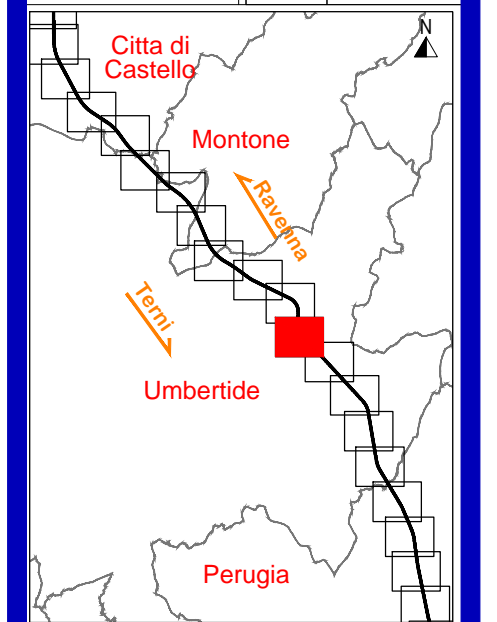 N
Citta di
Castello
Montone
Ravenna
Terni
Umbertide
Perugia